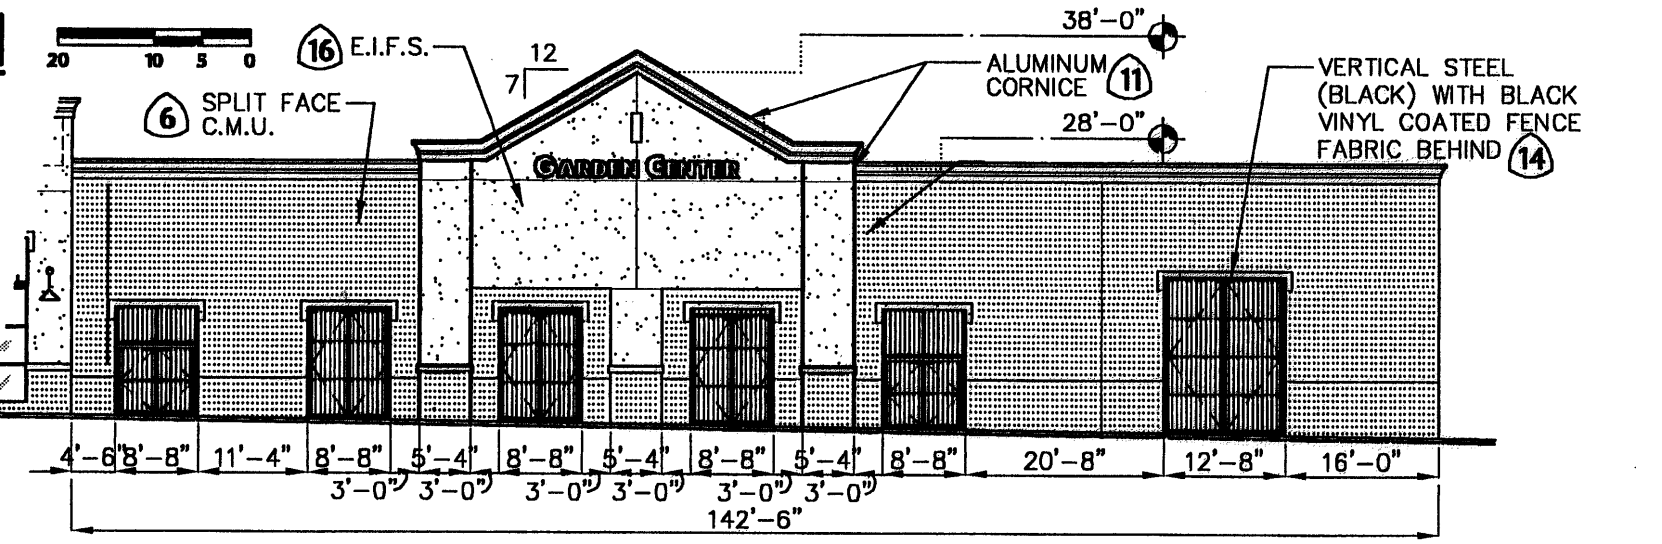 38'-0"
16 E.I.F.S.
12
7
20 10 5 0
ALUMINUM
CORNICE 11
VERTICAL STEEL
(BLACK) WITH BLACK
VINYL COATED FENCE
FABRIC BEHIND 14
6 SPLIT FACE
C.M.U.
28'-0"
GARDEN CENTER
4'-6" 8'-8" 11'-4" 8'-8" 5'-4" 8'-8" 5'-4" 8'-8" 5'-4" 8'-8" 20'-8" 12'-8" 16'-0"
3'-0" 3'-0" 3'-0" 3'-0" 3'-0" 3'-0"
142'-6"